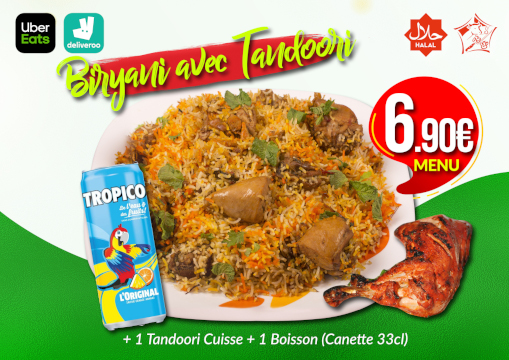 Uber
Eats
deliveroo
Biryani avec Tandoori
حلال
HALAL
6.90€
MENU
TROPICO
L'ORIGINAL
+ 1 Tandoori Cuisse + 1 Boisson (Canette 33cl)